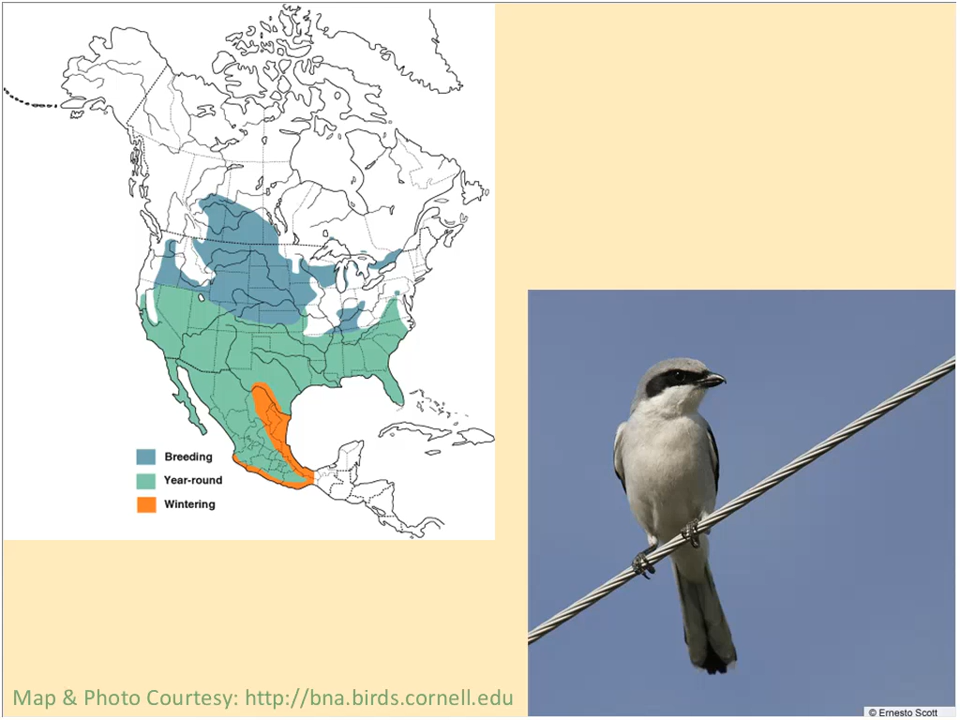 Breeding
Year-round
Wintering
Map & Photo Courtesy: http://bna.birds.cornell.edu
© Ernesto Scott